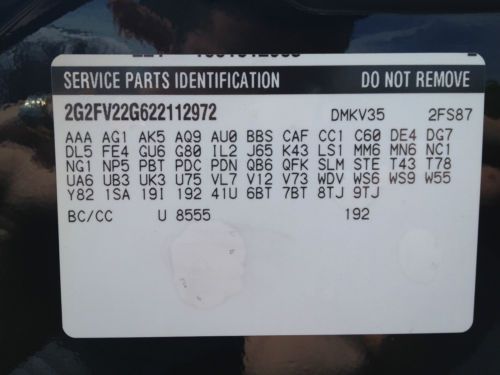 SERVICE PARTS IDENTIFICATION DO NOT REMOVE
2G2FV22G622112972 DMKV35 2FS87
AAA AG1 AK5 AQ9 AU0 BBS CAF CC1 C60 DE4 DG7
DL5 FE4 GU6 G80 IL2 J65 K43 LS1 MM6 MN6 NC1
NG1 NP5 PBT PDC PDN QB6 QFK SLM STE T43 T78
UA6 UB3 UK3 U75 VL7 V12 V73 WDV WS6 WS9 W55
Y82 1SA 19I 192 41U 6BT 7BT 8TJ 9TJ
BC/CC U 8555 192